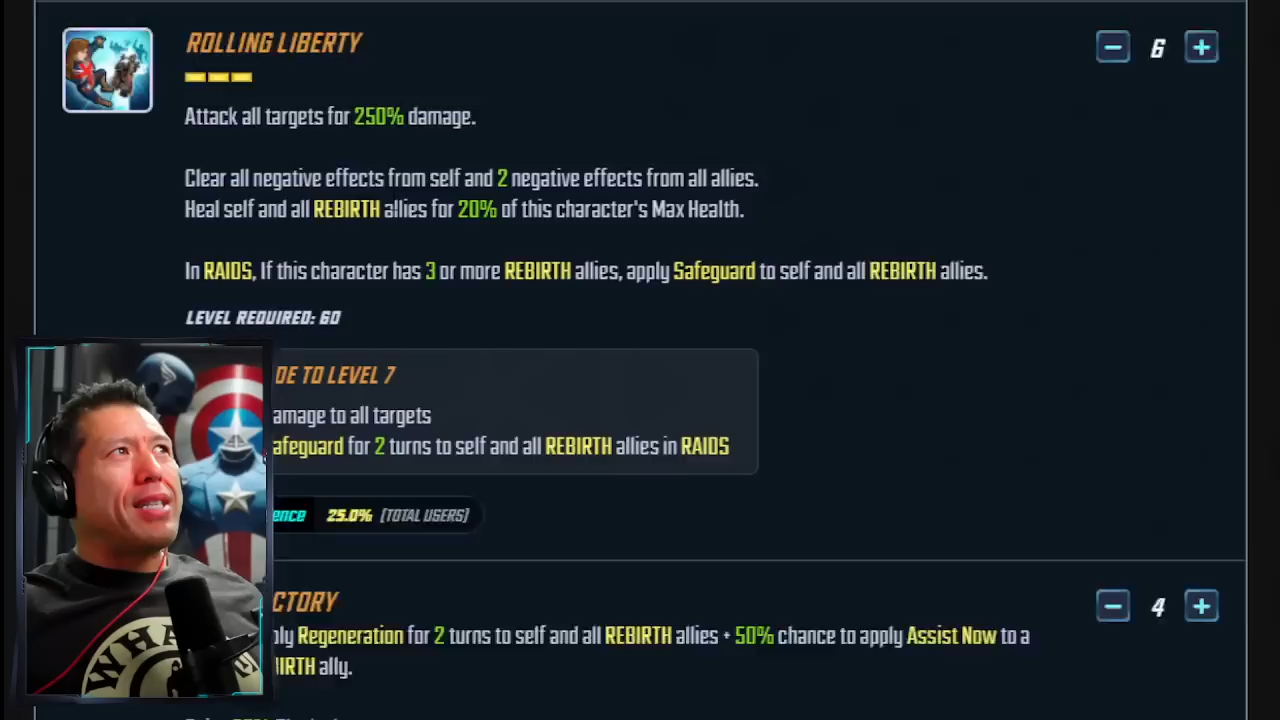 ROLLING LIBERTY
6
Attack all targets for 250% damage.
Clear all negative effects from self and 2 negative effects from all allies.
Heal self and all REBIRTH allies for 20% of this character's Max Health.
In RAIDS, If this character has 3 or more REBIRTH allies, apply Safeguard to self and all REBIRTH allies.
LEVEL REQUIRED: 60
DE TO LEVEL 7
amage to all targets
afeguard for 2 turns to self and all REBIRTH allies in RAIDS
ence 25.0% [TOTAL USERS]
CTORY
4
ply Regeneration for 2 turns to self and all REBIRTH allies + 50% chance to apply Assist Now to a
IRTH ally.